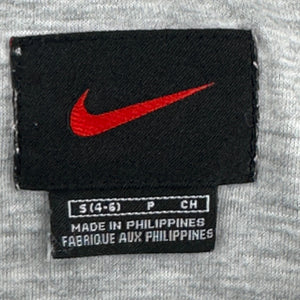 S (4-6) P CH
MADE IN PHILIPPINES
FABRIQUE AUX PHILIPPINES